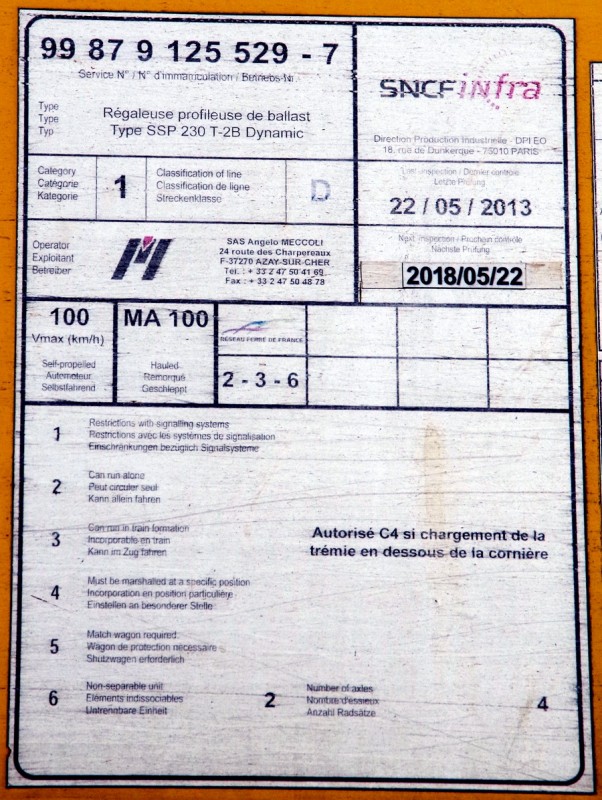 99 87 9 125 529 - 7
Service N° / N° d'immatriculation / Betriebs-Nr
SNCF infra
Type
Type
Typ
Régaleuse profileuse de ballast
Type SSP 230 T-2B Dynamic
Direction Production Industrielle - DPI EO
18, rue de Dunkerque - 75010 PARIS
Category
Catégorie
Kategorie
1
Classification of line
Classification de ligne
Streckenklasse
D
Last inspection / Dernier contrôle
Letzte Prüfung
22 / 05 / 2013
Operator
Exploitant
Betreiber
SAS Angelo MECCOLI
24 route des Charpereaux
F-37270 AZAY-SUR-CHER
Tél. : + 33 2 47 50 41 69
Fax : + 33 2 47 50 48 78
Next inspection / Prochain contrôle
Nächste Prüfung
2018/05/22
100
Vmax (km/h)
Self-propelled
Automoteur
Selbstfahrend
MA 100
Hauled
Remorqué
Geschleppt
RÉSEAU FERRÉ DE FRANCE
2 - 3 - 6
1
Restrictions with signalling systems
Restrictions avec les systèmes de signalisation
Einschränkungen bezüglich Signalsysteme
2
Can run alone
Peut circuler seul
Kann allein fahren
3
Can run in train formation
Incorporable en train
Kann im Zug fahren
Autorisé C4 si chargement de la
trémie en dessous de la cornière
4
Must be marshalled at a specific position
Incorporation en position particulière
Einstellen an besonderer Stelle
5
Match wagon required
Wagon de protection nécessaire
Shutzwagen erforderlich
6
Non-separable unit
Eléments indissociables
Untrennbare Einheit
2
Number of axles
Nombre d'essieux
Anzahl Radsätze
4